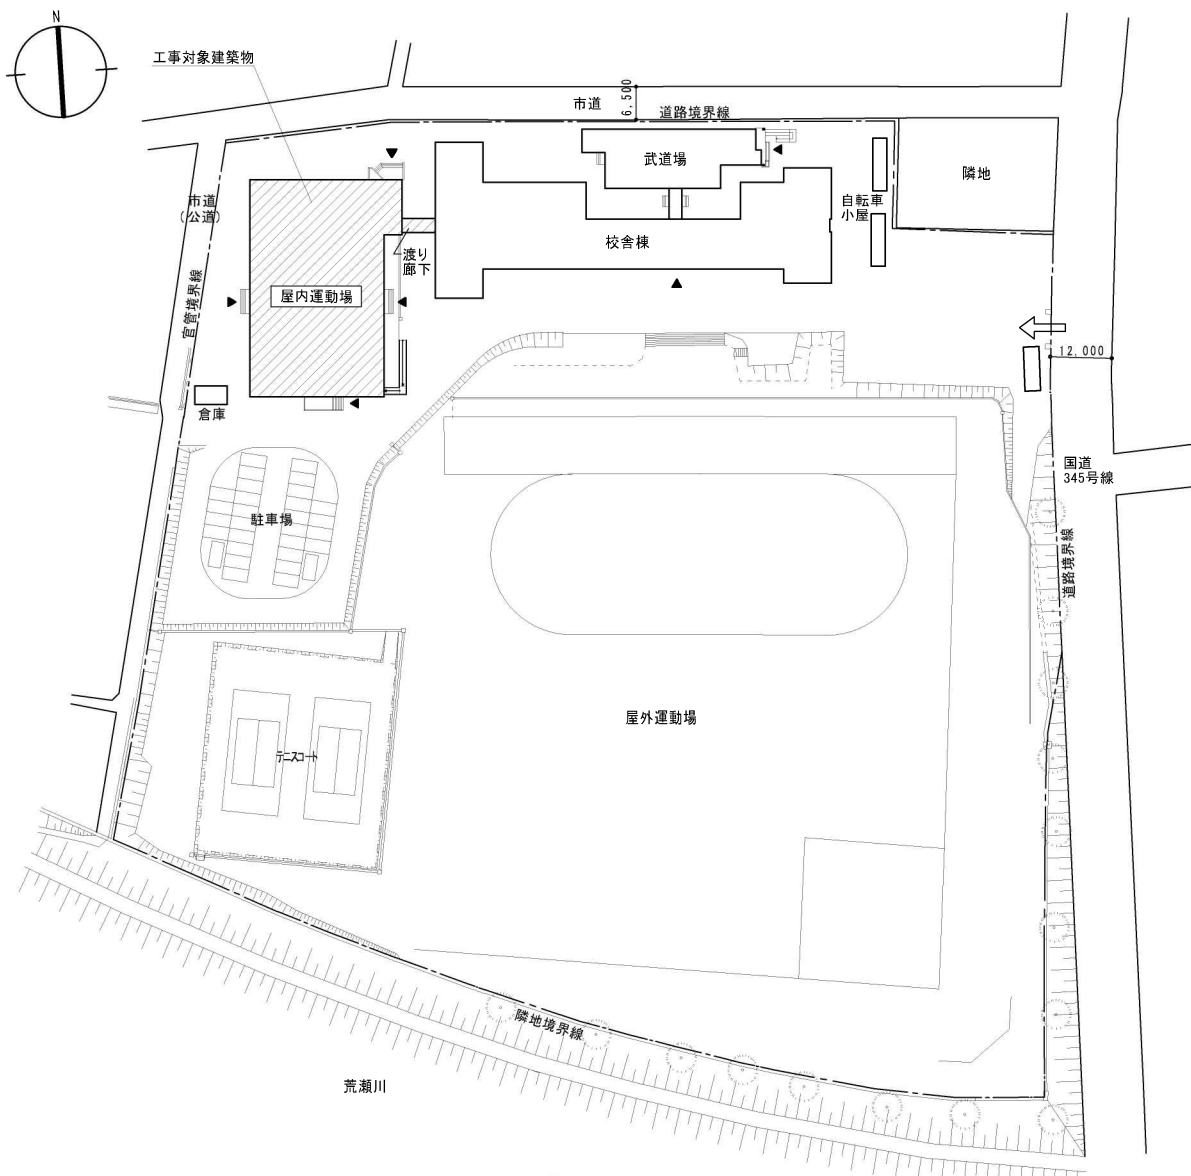 N
工事対象建築物
市道
6,500
道路境界線
武道場
隣地
市道
(公道)
自転車
小屋
渡り
廊下
校舎棟
官管境界線
屋内運動場
12,000
倉庫
国道
345号線
駐車場
道路境界線
屋外運動場
テニスコート
隣地境界線
荒瀬川